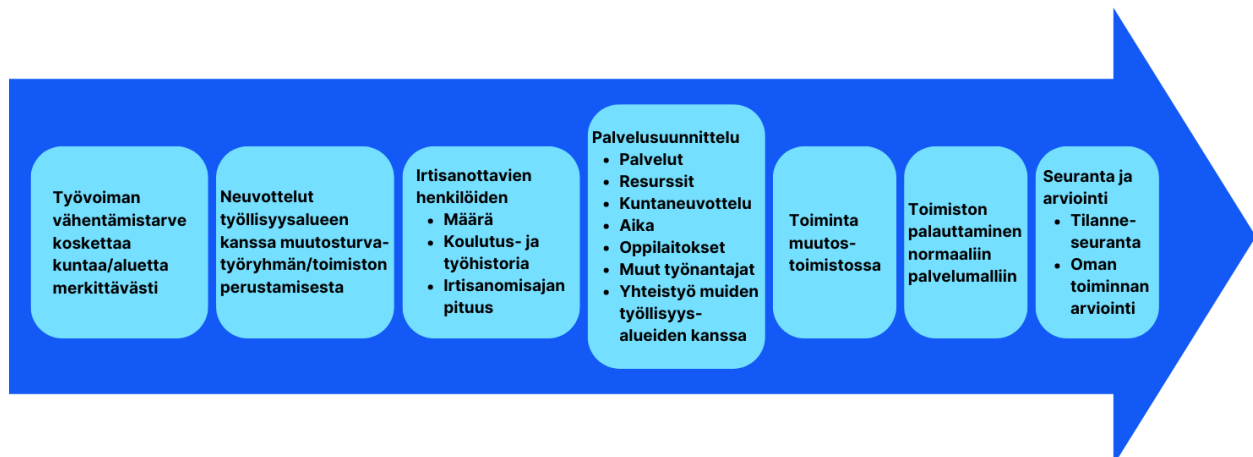 Työvoiman
vähentämistarve
koskettaa
kuntaa/aluetta
merkittävästi
Neuvottelut
työllisyysalueen
kanssa muutosturva-
työryhmän/toimiston
perustamisesta
Irtisanottavien
henkilöiden
• Määrä
• Koulutus- ja
työhistoria
• Irtisanomisajan
pituus
Palvelusuunnittelu
• Palvelut
• Resurssit
• Kuntaneuvottelu
• Aika
• Oppilaitokset
• Muut työnantajat
• Yhteistyö muiden
työllisyys-
alueiden kanssa
Toiminta
muutos-
toimistossa
Toimiston
palauttaminen
normaaliin
palvelumalliin
Seuranta ja
arviointi
• Tilanne-
seuranta
• Oman
toiminnan
arviointi